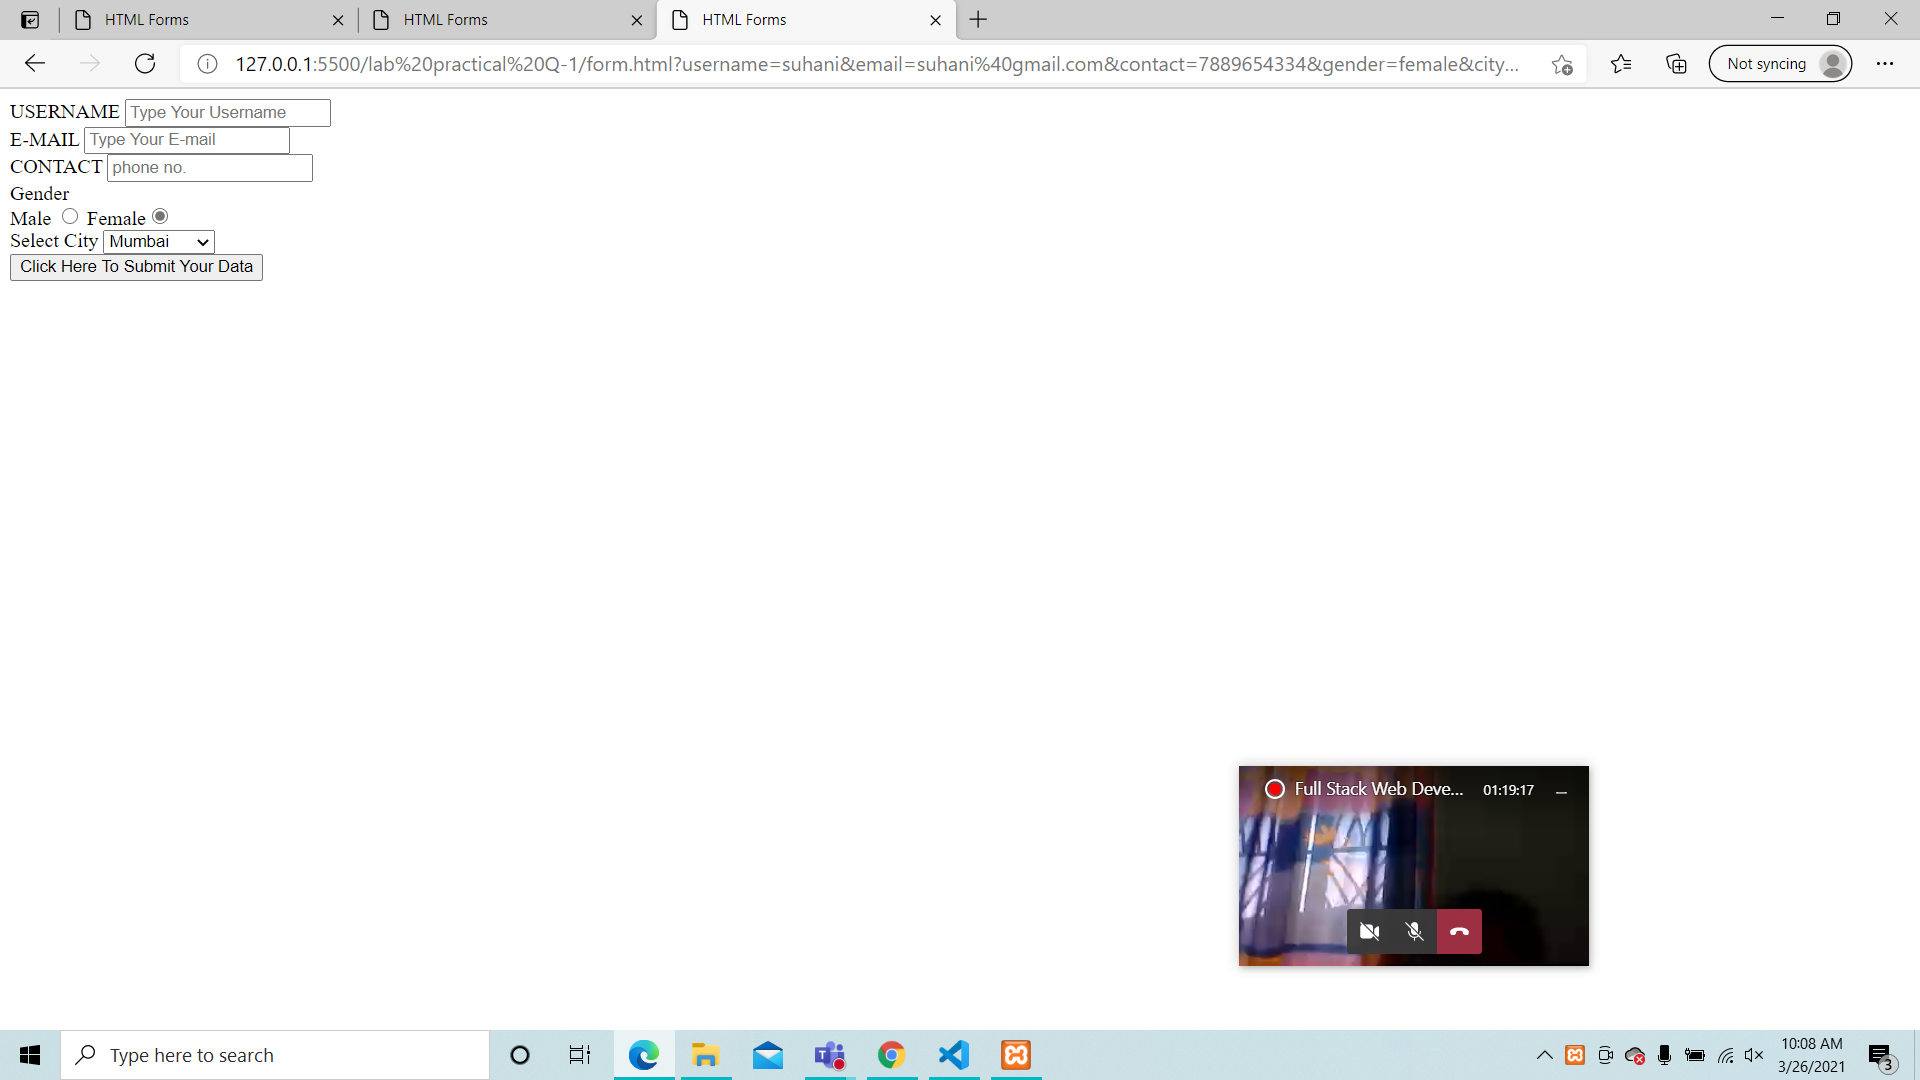 HTML Forms
HTML Forms
HTML Forms
127.0.0.1:5500/lab%20practical%20Q-1/form.html?username=suhani&email=suhani%40gmail.com&contact=7889654334&gender=female&city...
Not syncing
USERNAME Type Your Username
E-MAIL Type Your E-mail
CONTACT phone no.
Gender
Male Female
Select City Mumbai
Click Here To Submit Your Data
Full Stack Web Deve... 01:19:17
Type here to search
10:08 AM
3/26/2021
3